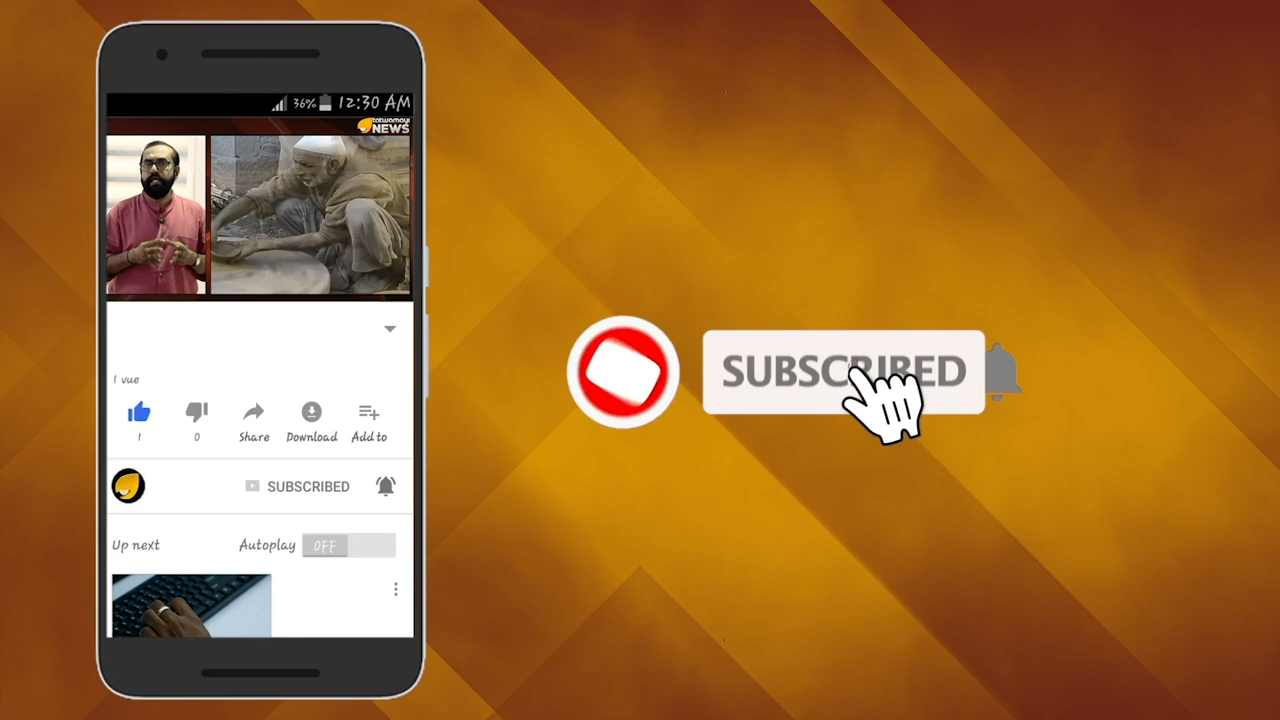 36% 12:30 AM
tatwamayi
NEWS
1 vue
1 0 Share Download Add to
SUBSCRIBED
Up next Autoplay OFF
SUBSCRIBED